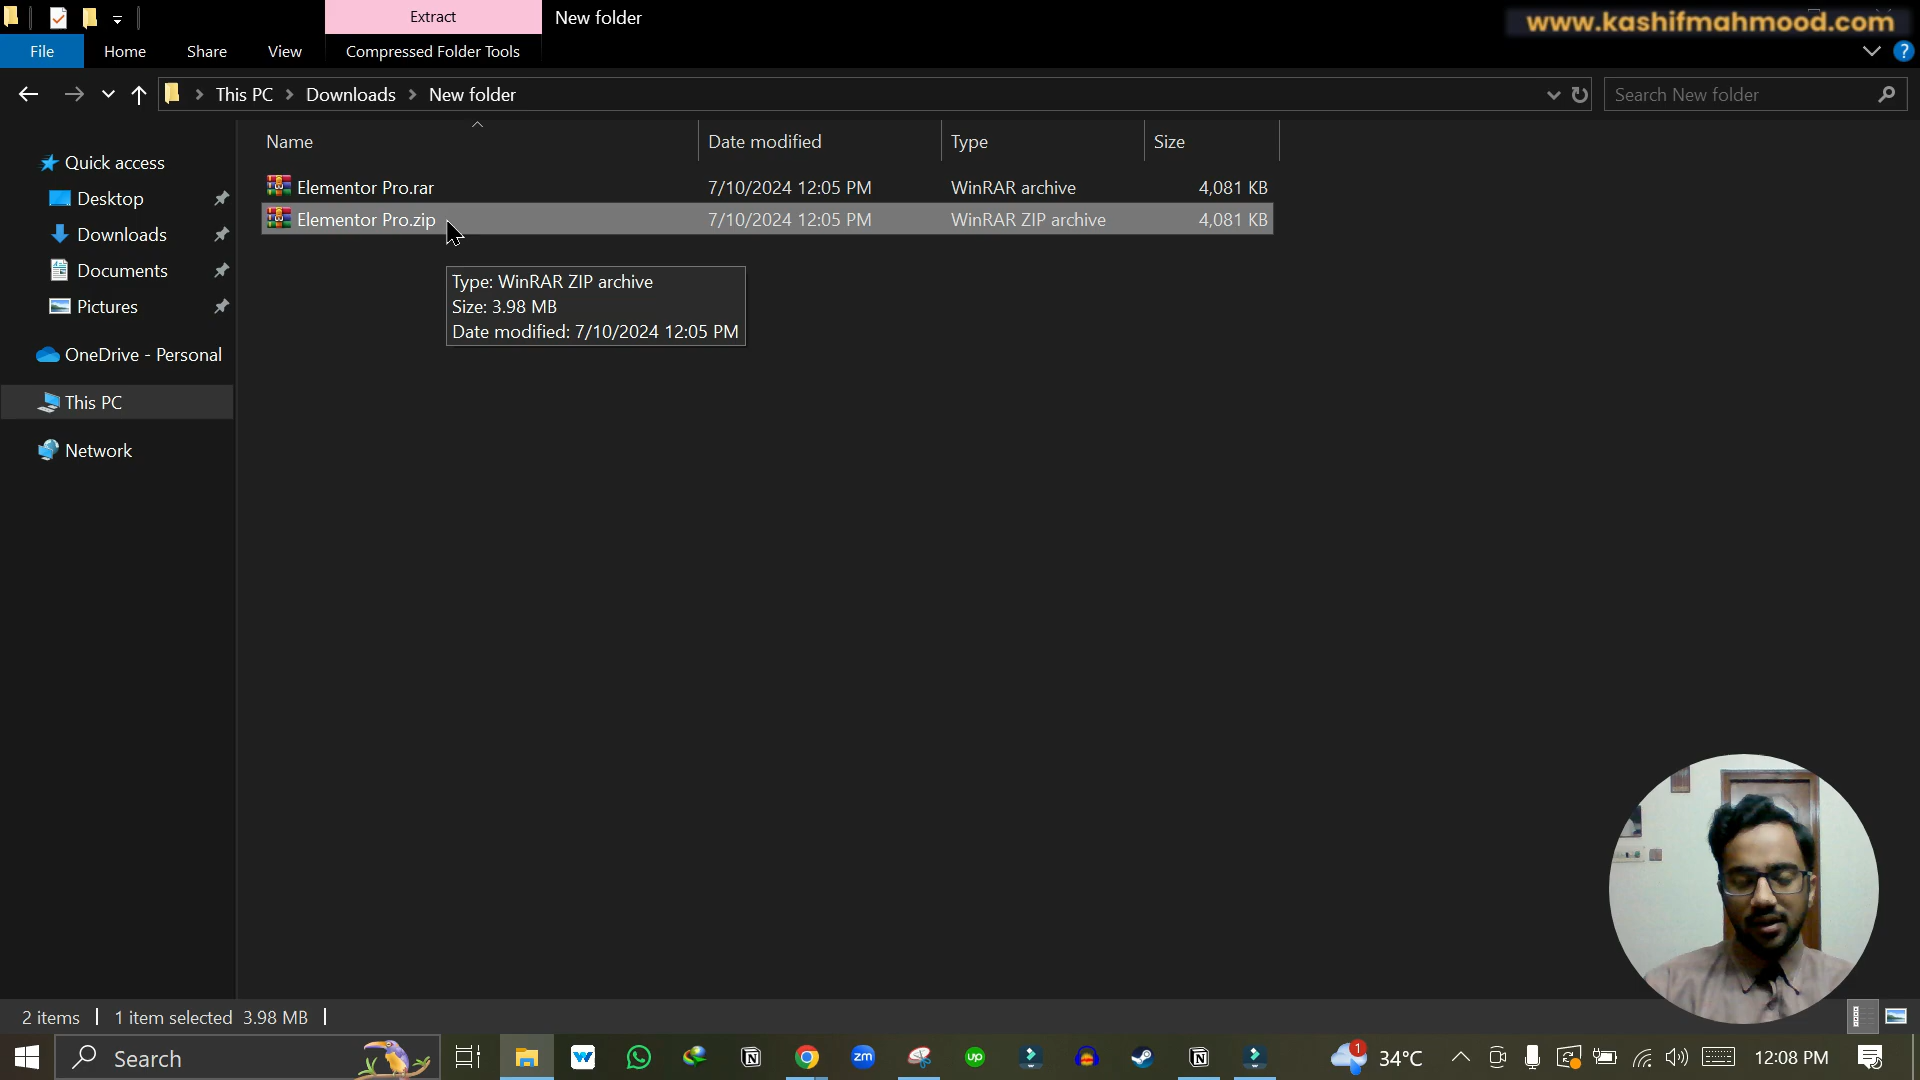 Extract
New folder
www.kashifmahmood.com
File
Home
Share
View
Compressed Folder Tools
?
This PC
Downloads
New folder
Search New folder
Name
Date modified
Type
Size
Elementor Pro.rar
7/10/2024 12:05 PM
WinRAR archive
4,081 KB
Elementor Pro.zip
7/10/2024 12:05 PM
WinRAR ZIP archive
4,081 KB
Type: WinRAR ZIP archive
Size: 3.98 MB
Date modified: 7/10/2024 12:05 PM
Quick access
Desktop
Downloads
Documents
Pictures
OneDrive - Personal
This PC
Network
2 items
1 item selected 3.98 MB
Search
W
N
zm
up
N
1
34°C
12:08 PM